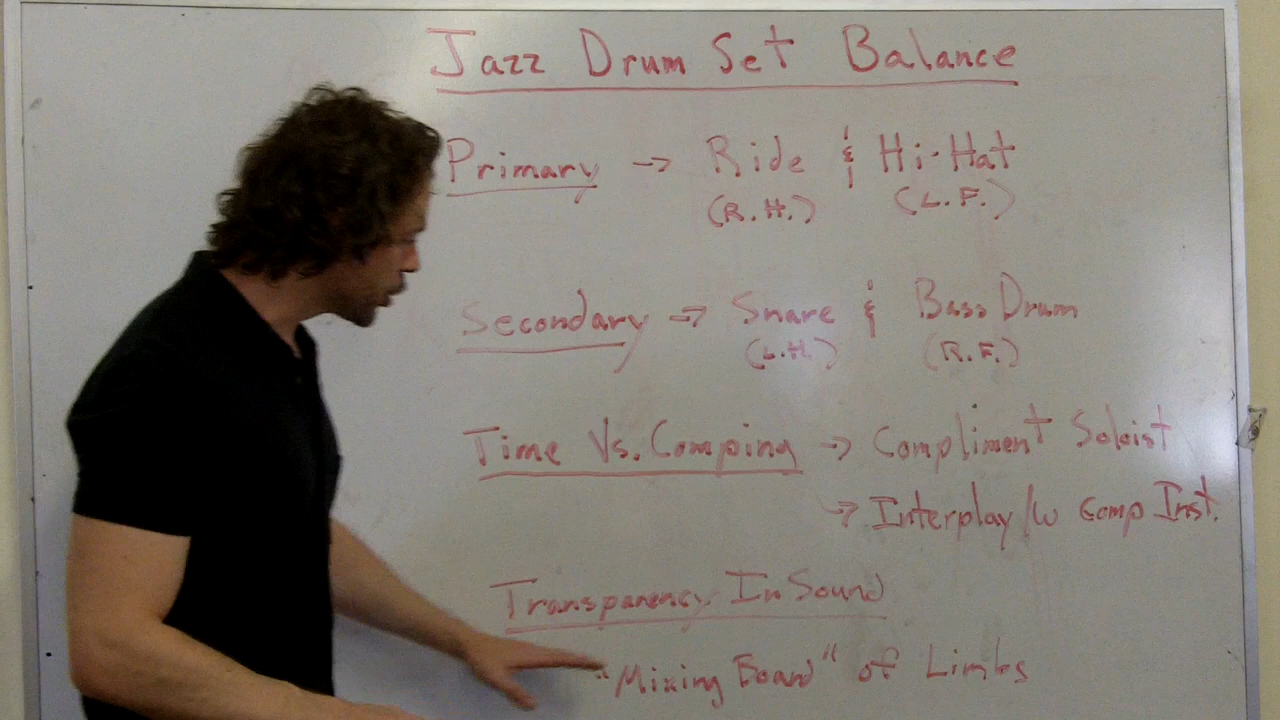 Jazz Drum Set Balance
Primary → Ride & Hi-Hat
(R.H.) (L.F.)
Secondary → Snare & Bass Drum
(L.H.) (R.F.)
Time Vs. Comping → Compliment Soloist
→ Interplay /w Comp Inst.
Transparency In Sound
"Mixing Board" of Limbs